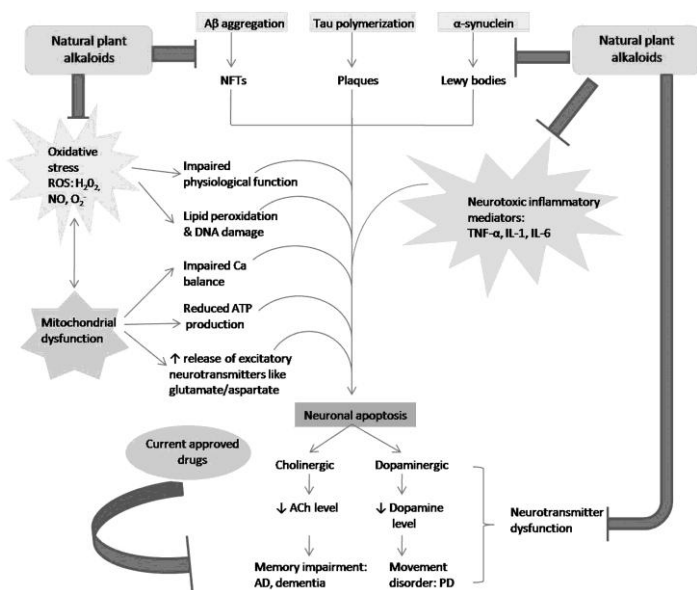 Natural plant
alkaloids
Aβ aggregation
Tau polymerization
α-synuclein
Natural plant
alkaloids
NFTs
Plaques
Lewy bodies
Oxidative
stress
ROS: H₂0₂,
NO, O₂⁻
Impaired
physiological function
Lipid peroxidation
& DNA damage
Neurotoxic inflammatory
mediators:
TNF-α, IL-1, IL-6
Impaired Ca
balance
Mitochondrial
dysfunction
Reduced ATP
production
↑ release of excitatory
neurotransmitters like
glutamate/aspartate
Neuronal apoptosis
Current approved
drugs
Cholinergic
Dopaminergic
↓ ACh level
↓ Dopamine
level
Neurotransmitter
dysfunction
Memory impairment:
AD, dementia
Movement
disorder: PD